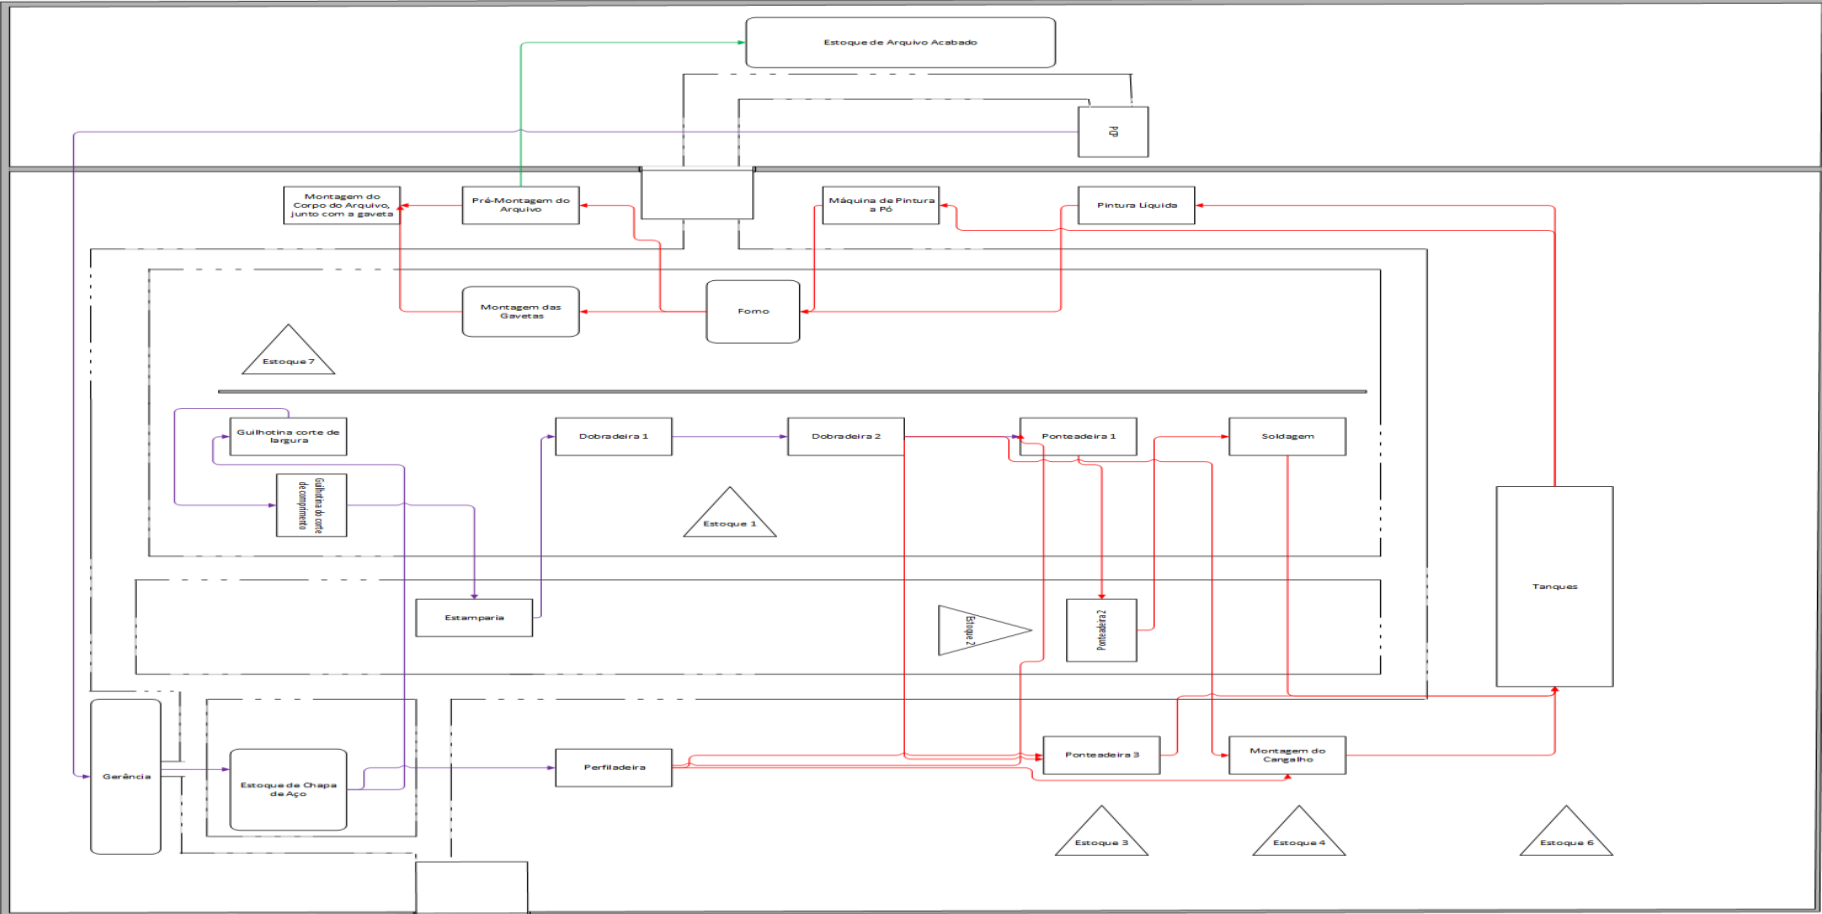 Estoque de Arquivo Acabado
PCP
Montagem do
Corpo do Arquivo,
junto com a gaveta
Pré-Montagem do
Arquivo
Máquina de Pintura
a Pó
Pintura Líquida
Montagem das
Gavetas
Forno
Estoque 7
Guilhotina corte de
largura
Dobradeira 1
Dobradeira 2
Ponteadeira 1
Soldagem
Guilhotina do corte
de comprimento
Estoque 1
Tanques
Estamparia
Estoque 2
Ponteadeira 2
Gerência
Estoque de Chapa
de Aço
Perfiladeira
Ponteadeira 3
Montagem do
Cangalho
Estoque 3
Estoque 4
Estoque 6